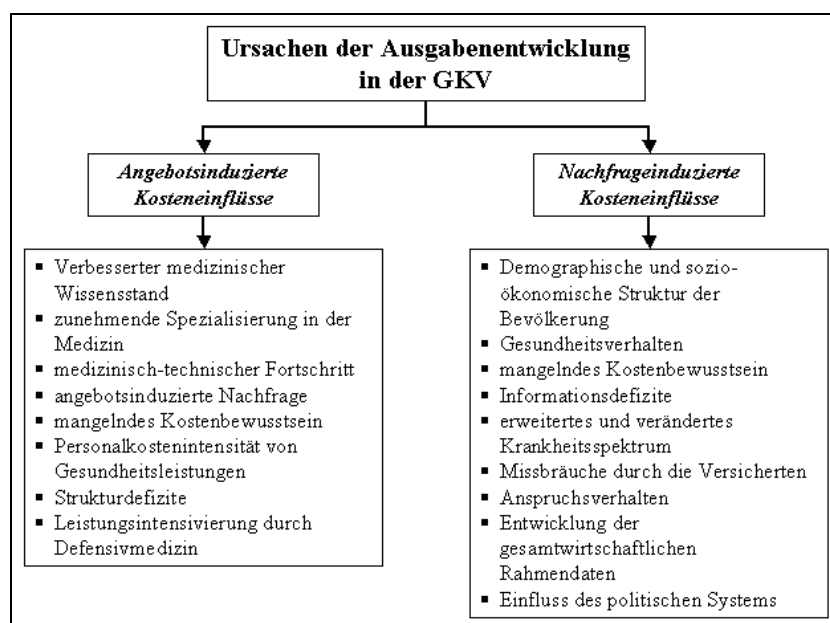 Ursachen der Ausgabenentwicklung
in der GKV
Angebotsinduzierte
Kosteneinflüsse
▪ Verbesserter medizinischer
Wissensstand
▪ zunehmende Spezialisierung in der
Medizin
▪ medizinisch-technischer Fortschritt
▪ angebotsinduzierte Nachfrage
▪ mangelndes Kostenbewusstsein
▪ Personalkostenintensität von
Gesundheitsleistungen
▪ Strukturdefizite
▪ Leistungsintensivierung durch
Defensivmedizin
Nachfrageinduzierte
Kosteneinflüsse
▪ Demographische und sozio-
ökonomische Struktur der
Bevölkerung
▪ Gesundheitsverhalten
▪ mangelndes Kostenbewusstsein
▪ Informationsdefizite
▪ erweitertes und verändertes
Krankheitsspektrum
▪ Missbräuche durch die Versicherten
▪ Anspruchsverhalten
▪ Entwicklung der
gesamtwirtschaftlichen
Rahmendaten
▪ Einfluss des politischen Systems